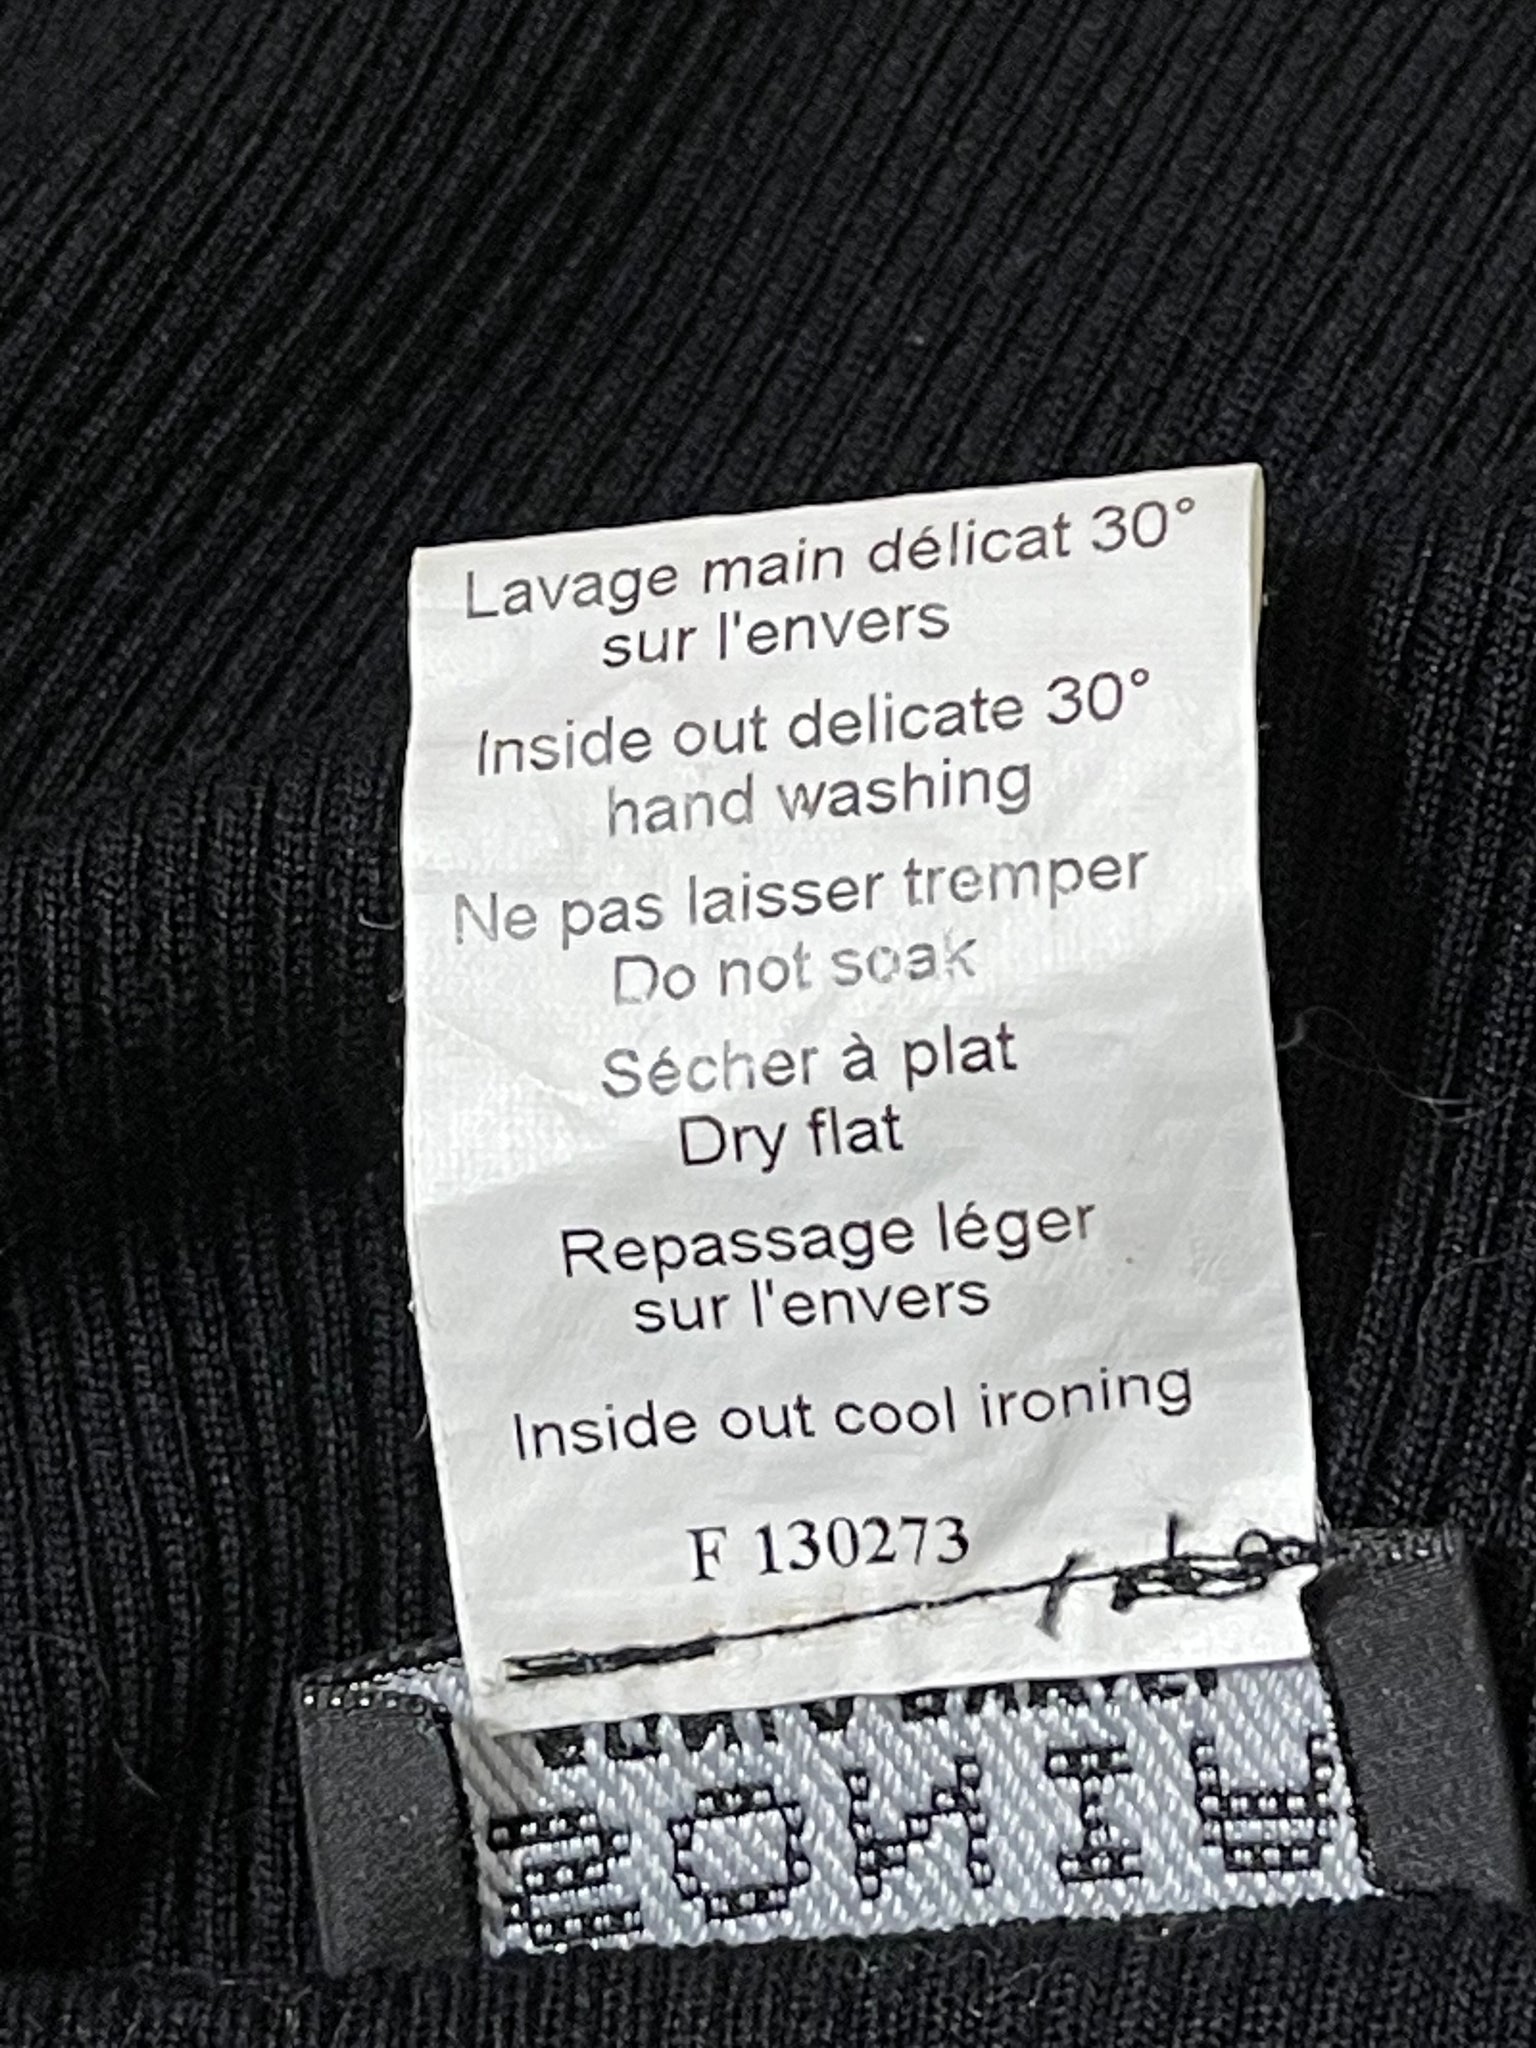 Lavage main délicat 30°
sur l'envers
Inside out delicate 30°
hand washing
Ne pas laisser tremper
Do not soak
Sécher à plat
Dry flat
Repassage léger
sur l'envers
Inside out cool ironing
F 130273